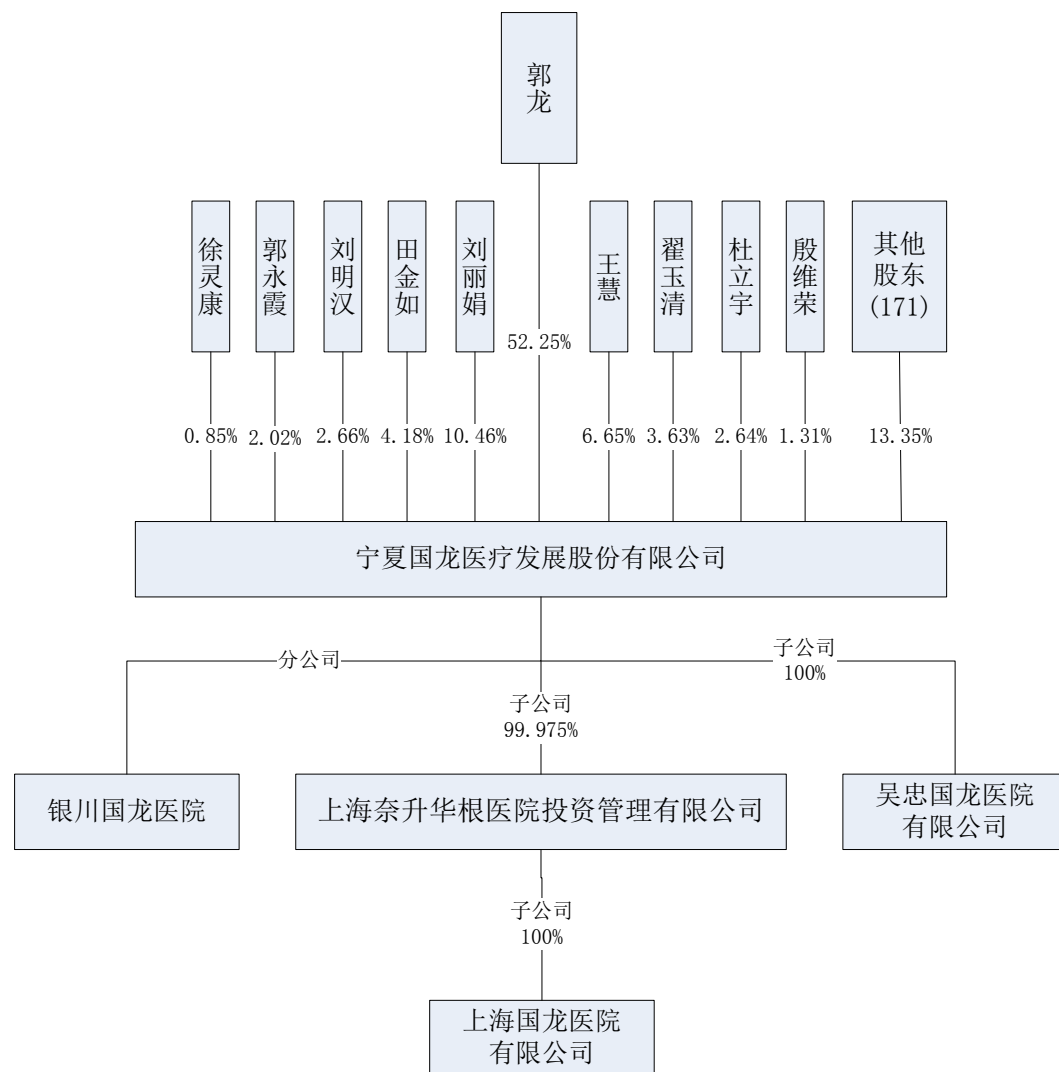 郭龙
徐灵康
郭永霞
刘明汉
田金如
刘丽娟
王慧
翟玉清
杜立宇
殷维荣
其他
股东
(171)
52.25%
0.85%
2.02%
2.66%
4.18%
10.46%
6.65%
3.63%
2.64%
1.31%
13.35%
宁夏国龙医疗发展股份有限公司
分公司
子公司
100%
子公司
99.975%
银川国龙医院
上海奈升华根医院投资管理有限公司
吴忠国龙医院
有限公司
子公司
100%
上海国龙医院
有限公司